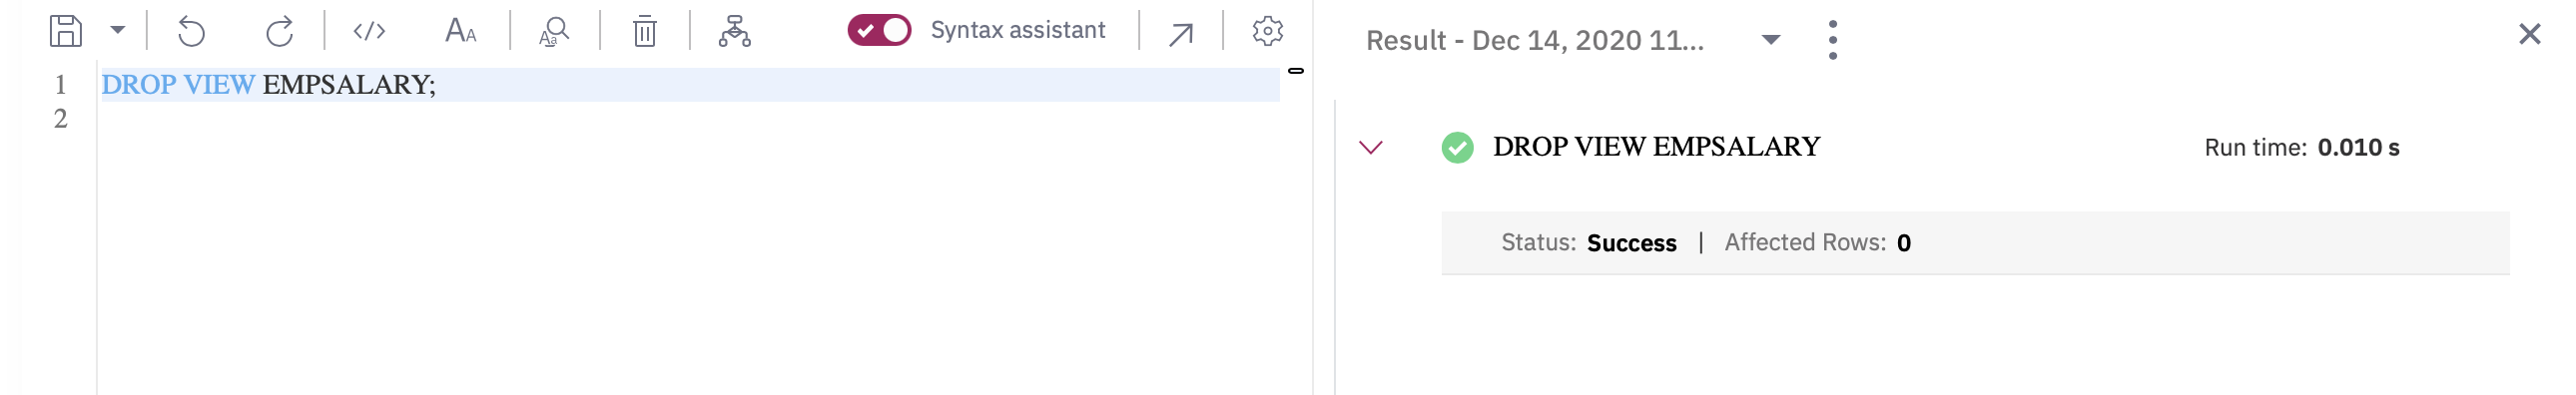 Syntax assistant
1 DROP VIEW EMPSALARY;
2
Result - Dec 14, 2020 11...
DROP VIEW EMPSALARY Run time: 0.010 s
Status: Success | Affected Rows: 0